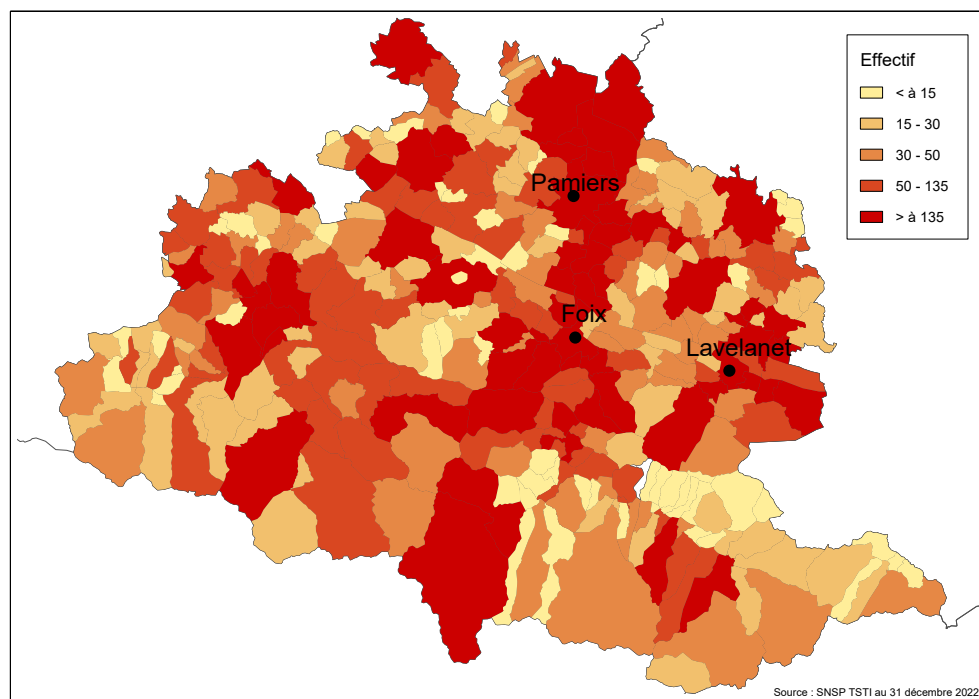 Effectif
< à 15
15 - 30
30 - 50
50 - 135
> à 135
Pamiers
Foix
Lavelanet
Source : SNSP TSTI au 31 décembre 2022